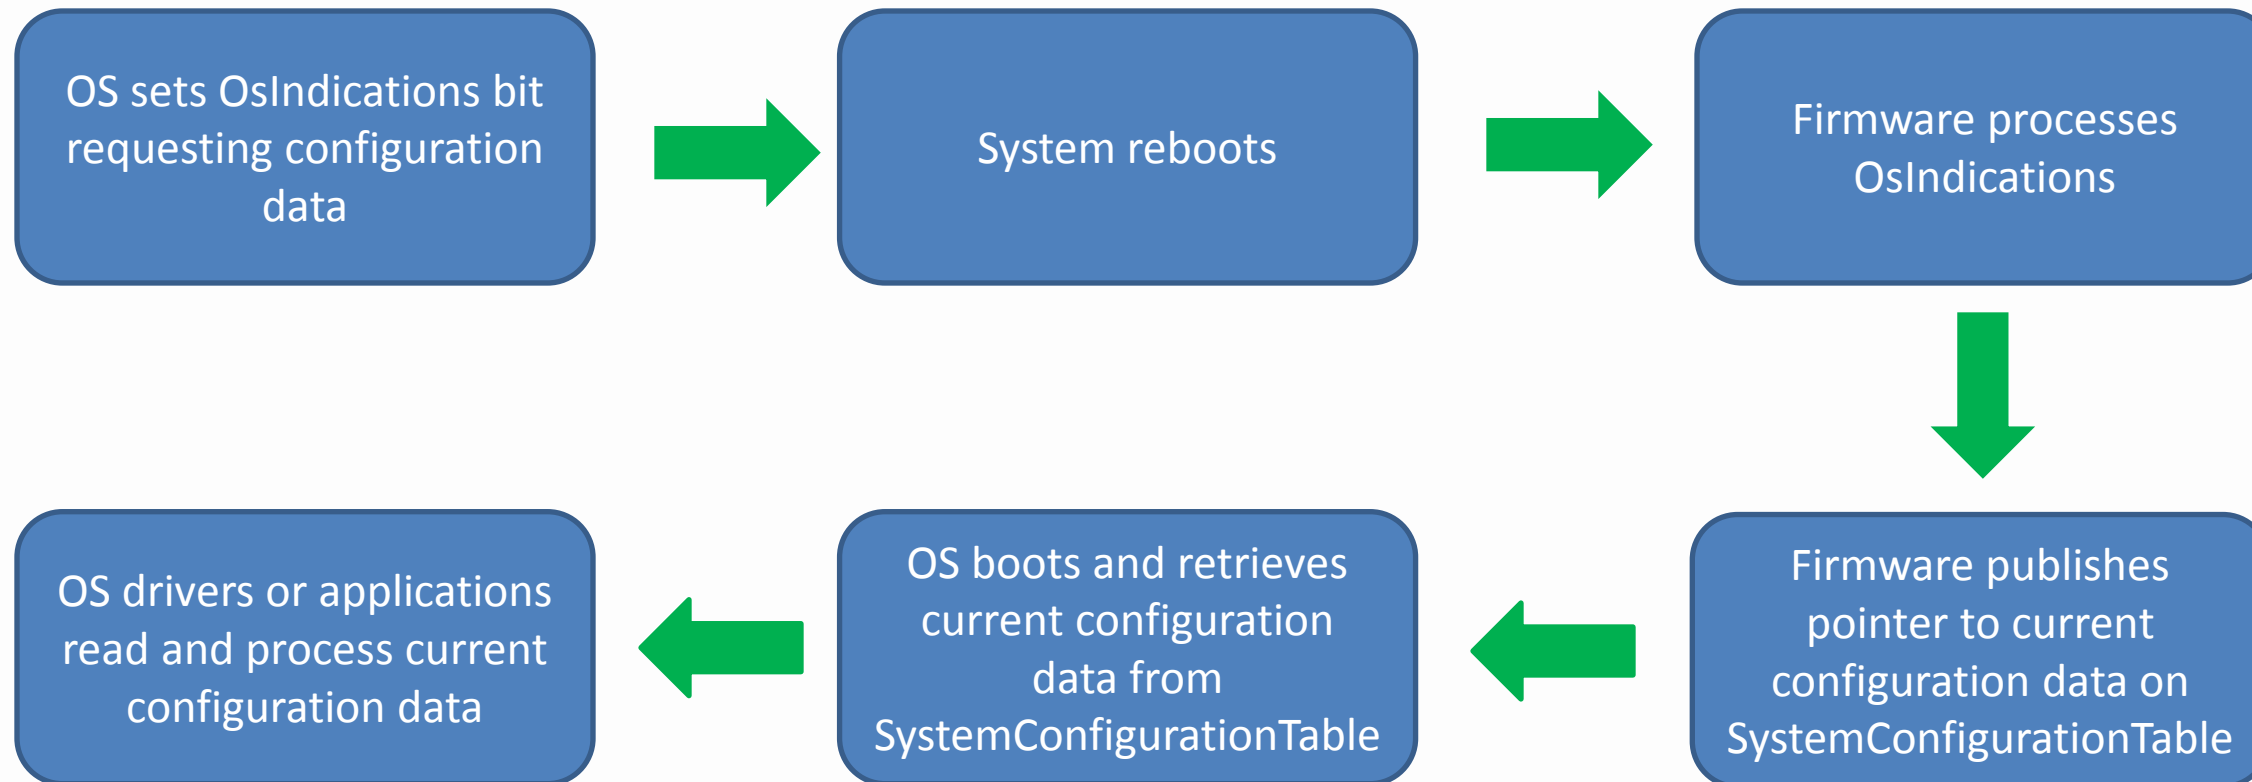 OS sets OsIndications bit
requesting configuration
data
System reboots
Firmware processes
OsIndications
Firmware publishes
pointer to current
configuration data on
SystemConfigurationTable
OS boots and retrieves
current configuration
data from
SystemConfigurationTable
OS drivers or applications
read and process current
configuration data